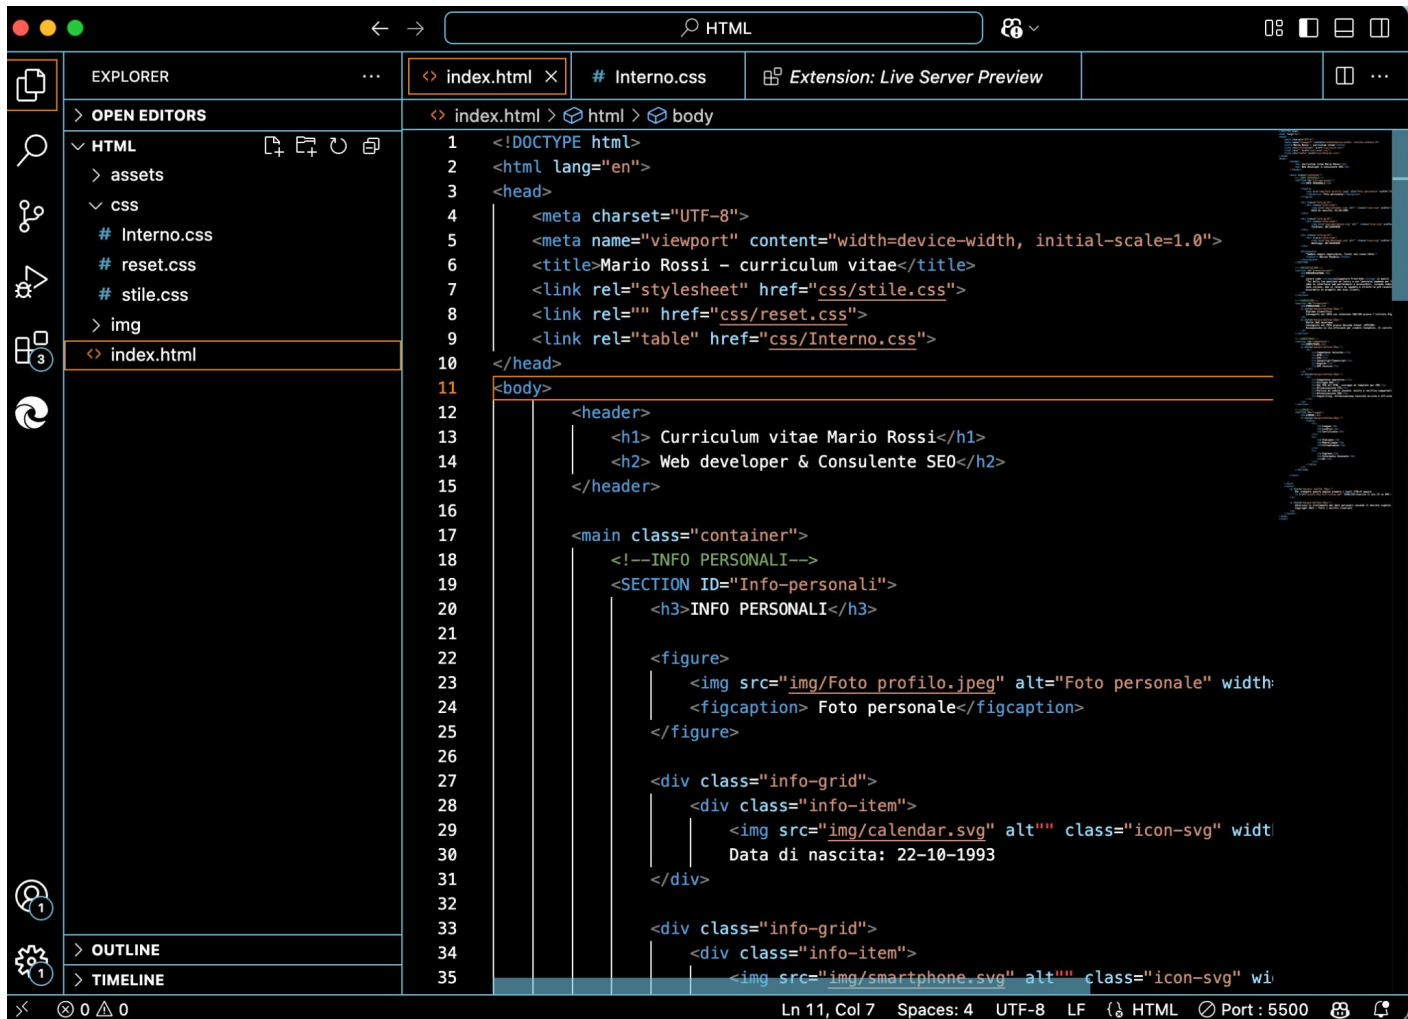 HTML
EXPLORER
index.html
# Interno.css
Extension: Live Server Preview
OPEN EDITORS
index.html > html > body
HTML
assets
css
# Interno.css
# reset.css
# stile.css
img
index.html
3
1
1
OUTLINE
TIMELINE
1 <!DOCTYPE html>
2 <html lang="en">
3 <head>
4 <meta charset="UTF-8">
5 <meta name="viewport" content="width=device-width, initial-scale=1.0">
6 <title>Mario Rossi - curriculum vitae</title>
7 <link rel="stylesheet" href="css/stile.css">
8 <link rel="" href="css/reset.css">
9 <link rel="table" href="css/Interno.css">
10 </head>
11 <body>
12 <header>
13 <h1> Curriculum vitae Mario Rossi</h1>
14 <h2> Web developer & Consulente SEO</h2>
15 </header>
16
17 <main class="container">
18 <!--INFO PERSONALI-->
19 <SECTION ID="Info-personali">
20 <h3>INFO PERSONALI</h3>
21
22 <figure>
23 <img src="img/Foto profilo.jpeg" alt="Foto personale" width=
24 <figcaption> Foto personale</figcaption>
25 </figure>
26
27 <div class="info-grid">
28 <div class="info-item">
29 <img src="img/calendar.svg" alt"" class="icon-svg" widt
30 Data di nascita: 22-10-1993
31 </div>
32
33 <div class="info-grid">
34 <div class="info-item">
35 <img src="img/smartphone.svg" alt"" class="icon-svg" wi
0 0
Ln 11, Col 7 Spaces: 4 UTF-8 LF HTML Port : 5500